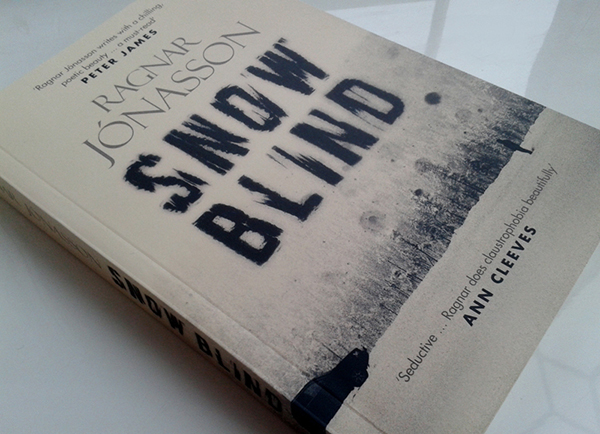 'Ragnar Jónasson writes with a chilling,
poetic beauty ... a must-read'
PETER JAMES
RAGNAR
JÓNASSON
SNOW
BLIND
'Seductive ... Ragnar does claustrophobia beautifully'
ANN CLEEVES
SNOW BLIND